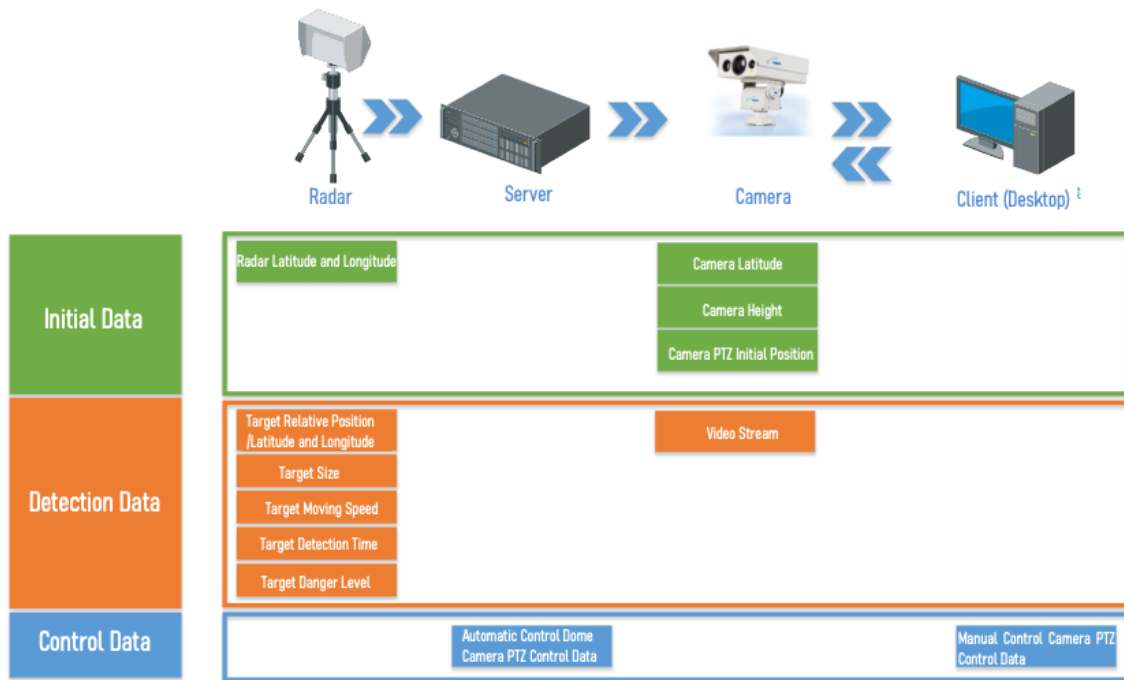 Radar
Server
Camera
Client (Desktop)
Initial Data
Radar Latitude and Longitude
Camera Latitude
Camera Height
Camera PTZ Initial Position
Detection Data
Target Relative Position
/Latitude and Longitude
Target Size
Target Moving Speed
Target Detection Time
Target Danger Level
Video Stream
Control Data
Automatic Control Dome
Camera PTZ Control Data
Manual Control Camera PTZ
Control Data